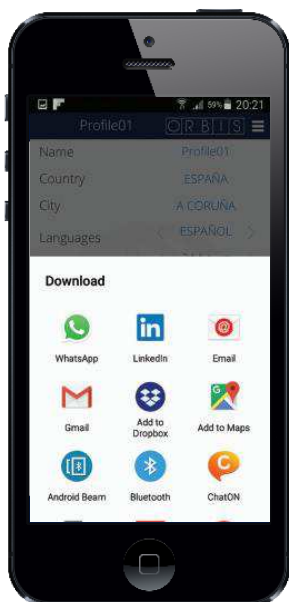 59% 20:21
Profile01 ORBIS
Name Profile01
Country ESPAÑA
City A CORUÑA
Languages ESPAÑOL
Download
WhatsApp LinkedIn Email
Gmail Add to Dropbox Add to Maps
Android Beam Bluetooth ChatON